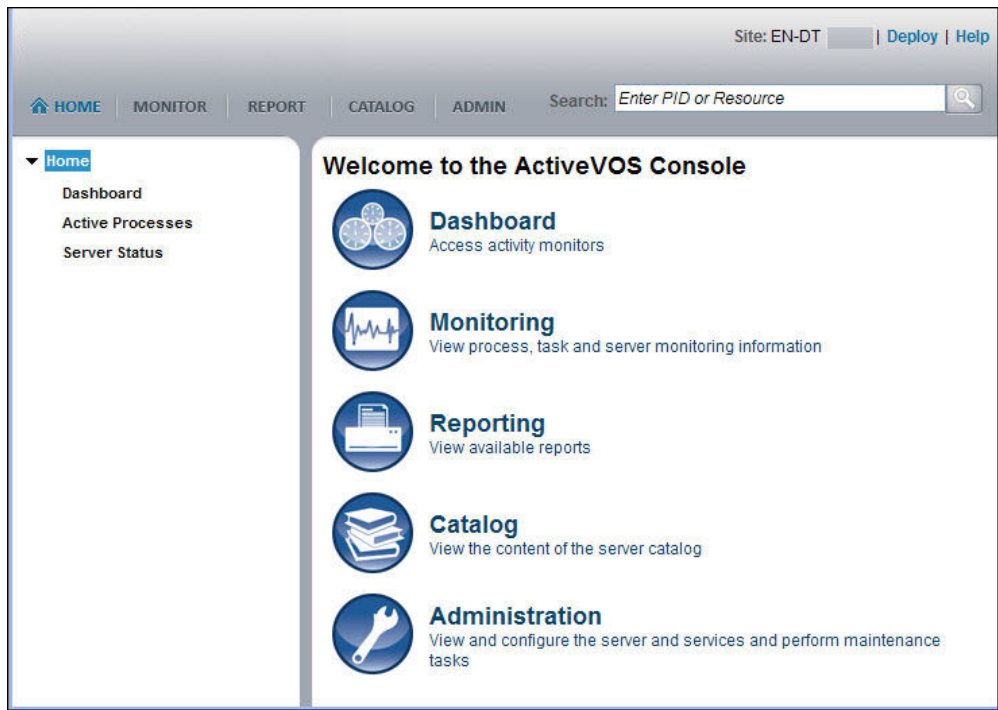 Site: EN-DT | Deploy | Help
HOME MONITOR REPORT CATALOG ADMIN Search: Enter PID or Resource
Home
Dashboard
Active Processes
Server Status
Welcome to the ActiveVOS Console
Dashboard
Access activity monitors
Monitoring
View process, task and server monitoring information
Reporting
View available reports
Catalog
View the content of the server catalog
Administration
View and configure the server and services and perform maintenance
tasks